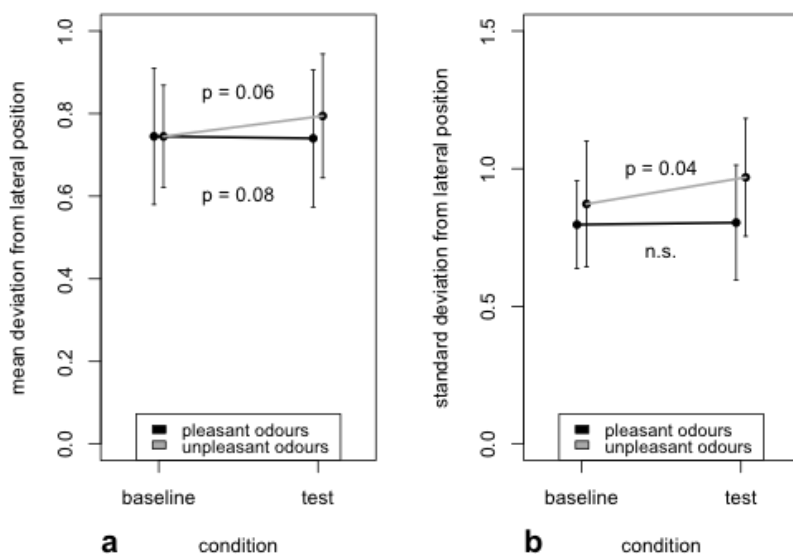 mean deviation from lateral position
1.0
0.8
0.6
0.4
0.2
0.0
p = 0.06
p = 0.08
pleasant odours
unpleasant odours
baseline
test
a
condition
standard deviation from lateral position
1.5
1.0
0.5
0.0
p = 0.04
n.s.
pleasant odours
unpleasant odours
baseline
test
b
condition